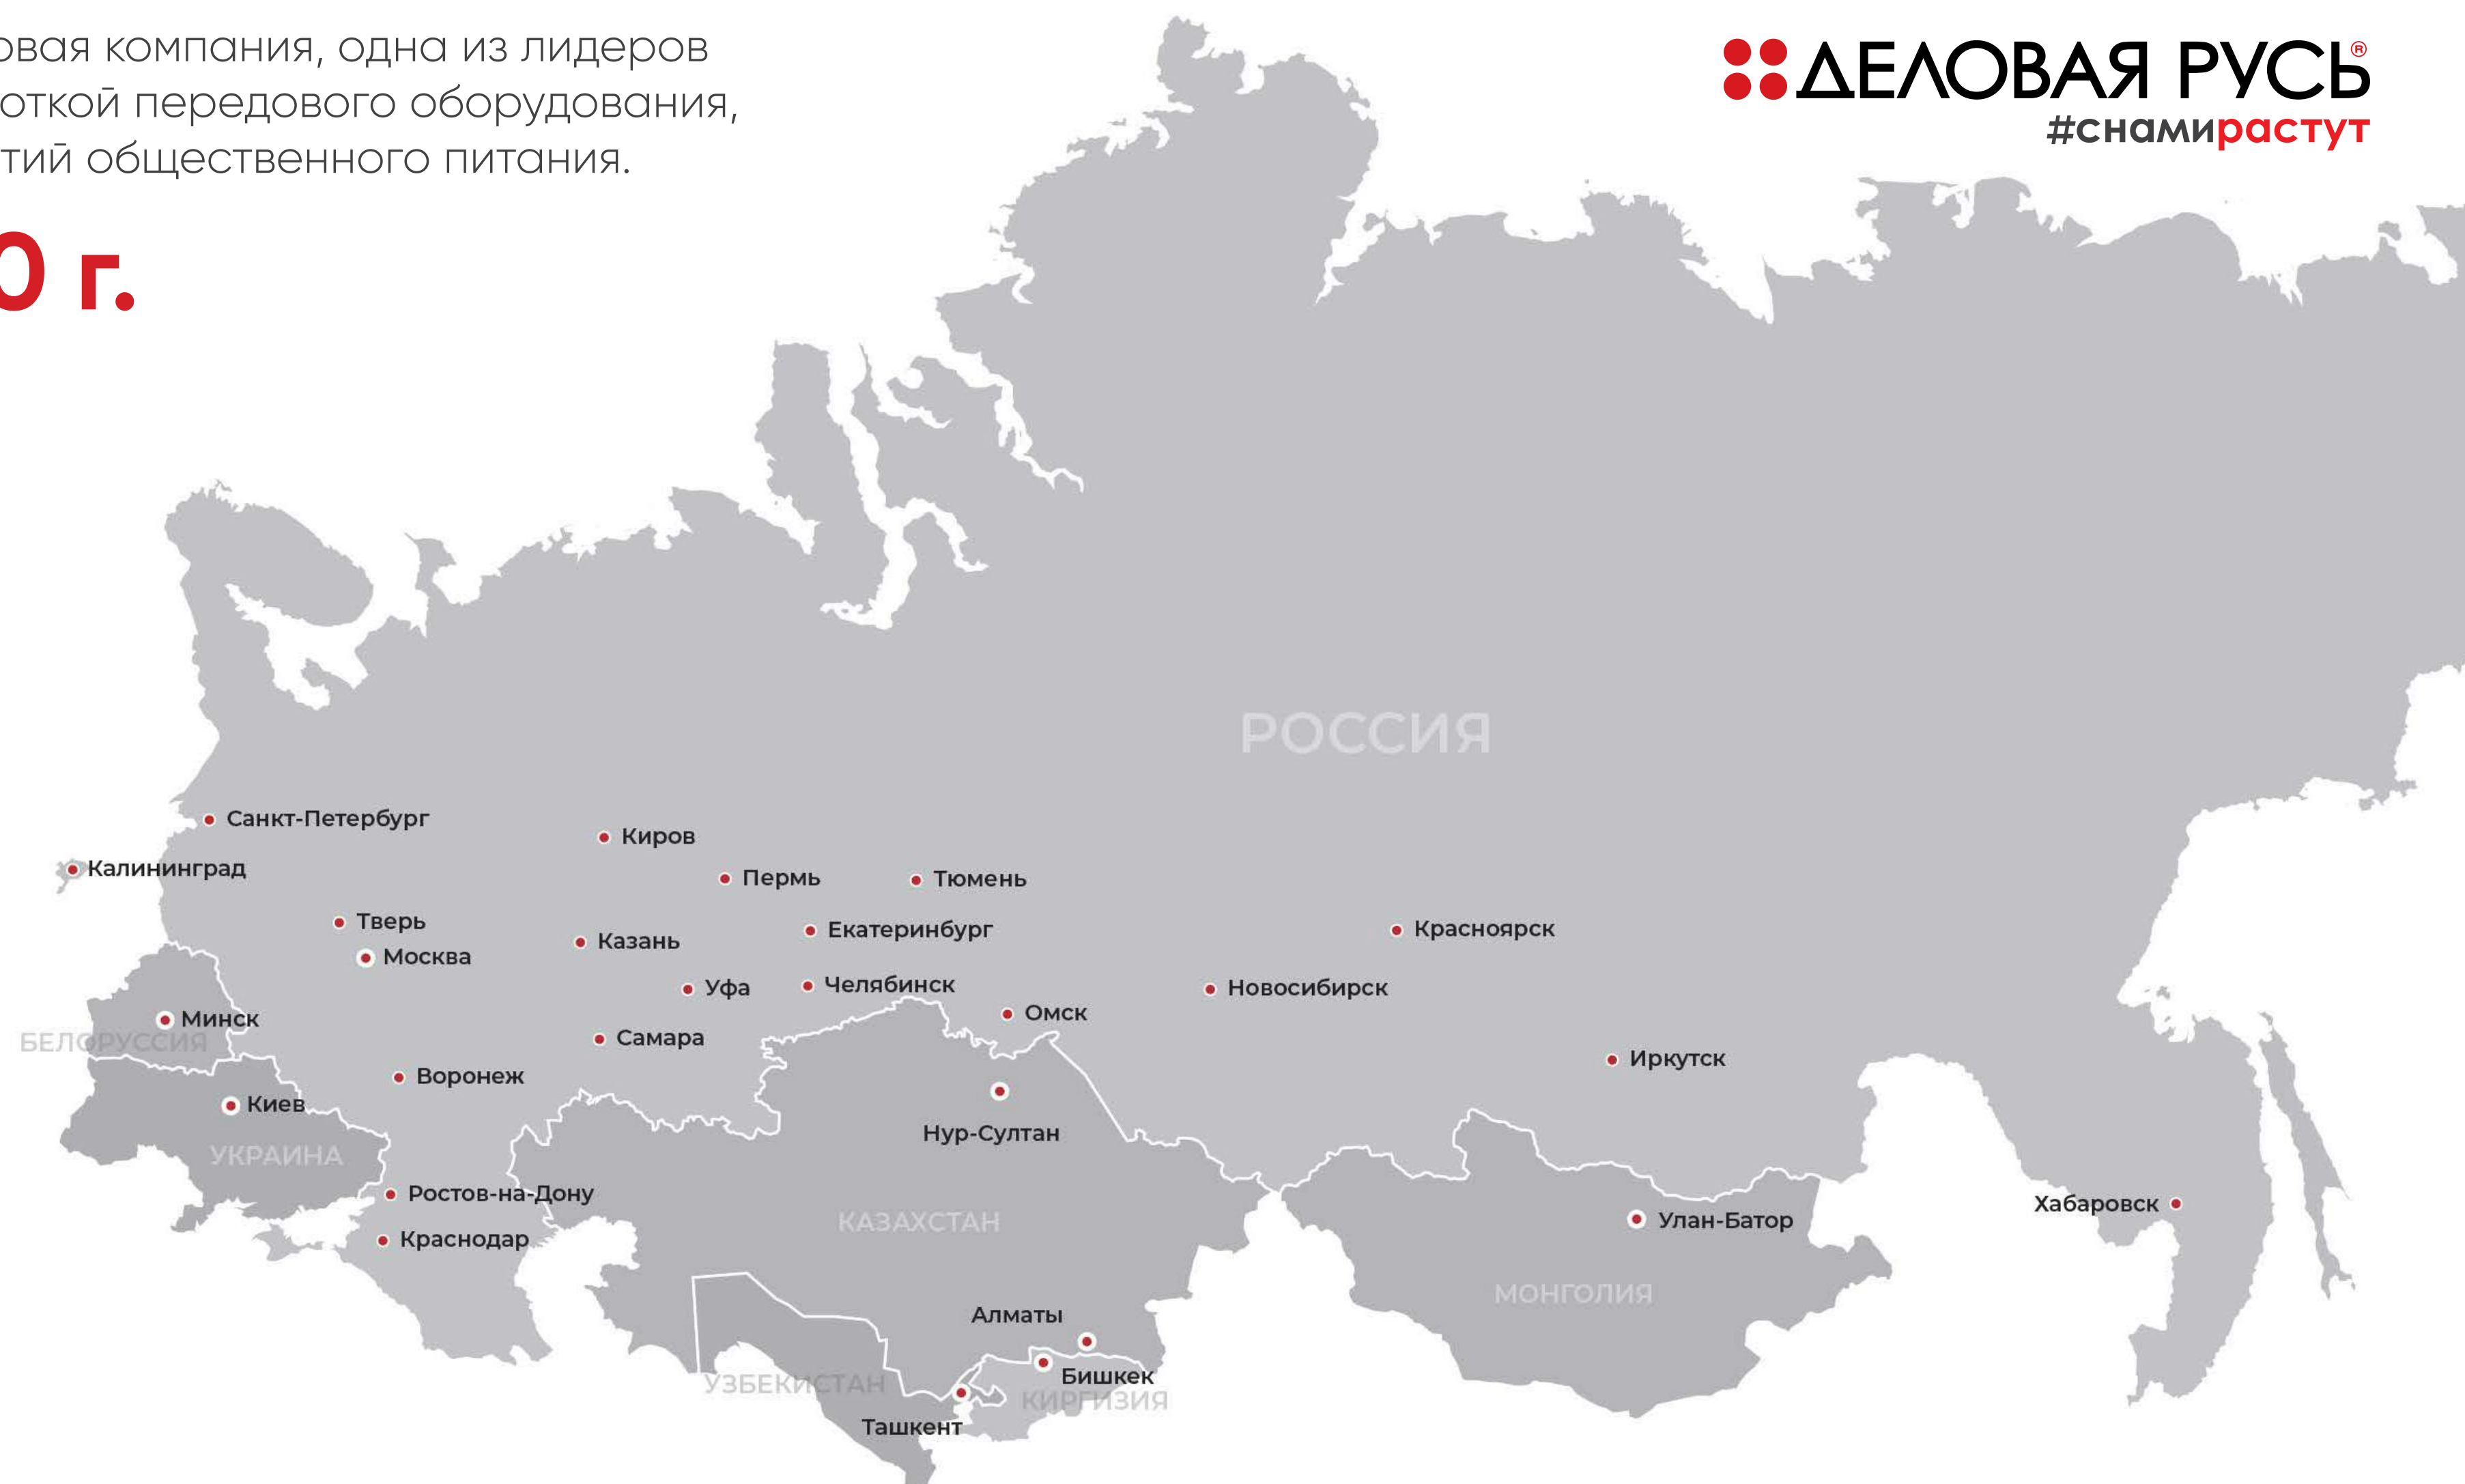 овая компания, одна из лидеров
откой передового оборудования,
тий общественного питания.
0 г.
ДЕЛОВАЯ РУСЬ®
#снамирастут
РОССИЯ
Санкт-Петербург
Киров
Калининград
Пермь
Тюмень
Тверь
Екатеринбург
Красноярск
Казань
Москва
Челябинск
Уфа
Новосибирск
Омск
Минск
БЕЛОРУССИЯ
Самара
Иркутск
Воронеж
Киев
Нур-Султан
УКРАИНА
Ростов-на-Дону
Хабаровск
КАЗАХСТАН
Улан-Батор
Краснодар
МОНГОЛИЯ
Алматы
Бишкек
УЗБЕКИСТАН
КИРГИЗИЯ
Ташкент